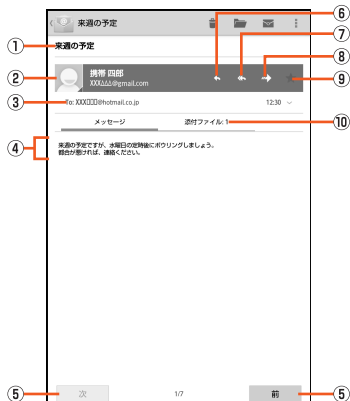 来週の予定
⑥
⑦
① 来週の予定
⑧
② 携帯 四郎
XXX△△△@gmail.com
⑨
③ To: XXX□□□@hotmail.co.jp 12:30
メッセージ 添付ファイル: 1 ⑩
④ 来週の予定ですが、水曜日の定時後にボウリングしましょう。
都合が悪ければ、連絡ください。
⑤ 次 1/7 前 ⑤